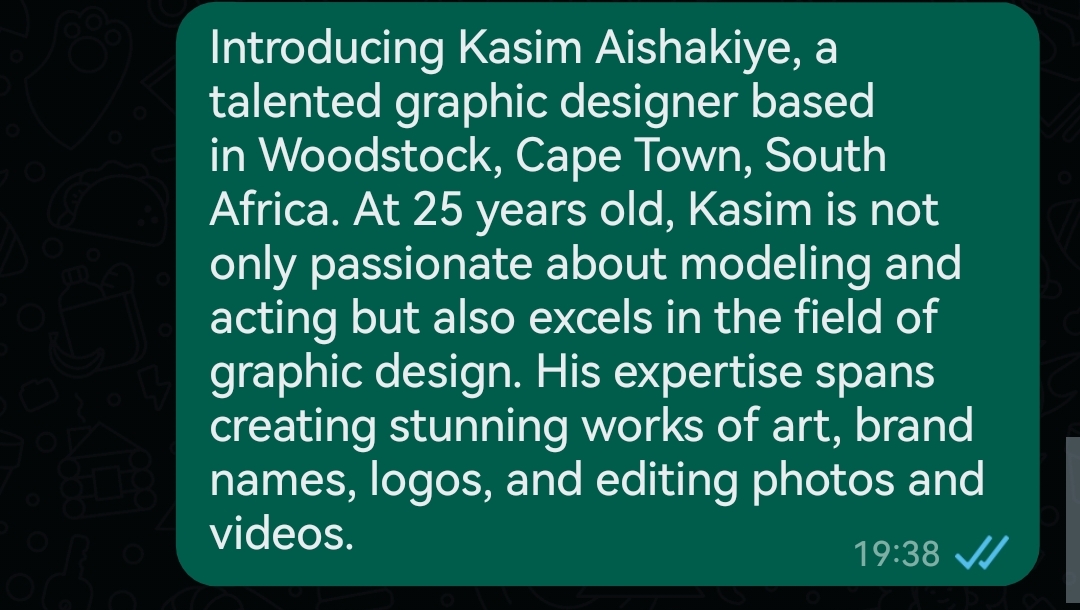 Introducing Kasim Aishakiye, a
talented graphic designer based
in Woodstock, Cape Town, South
Africa. At 25 years old, Kasim is not
only passionate about modeling and
acting but also excels in the field of
graphic design. His expertise spans
creating stunning works of art, brand
names, logos, and editing photos and
videos.
19:38